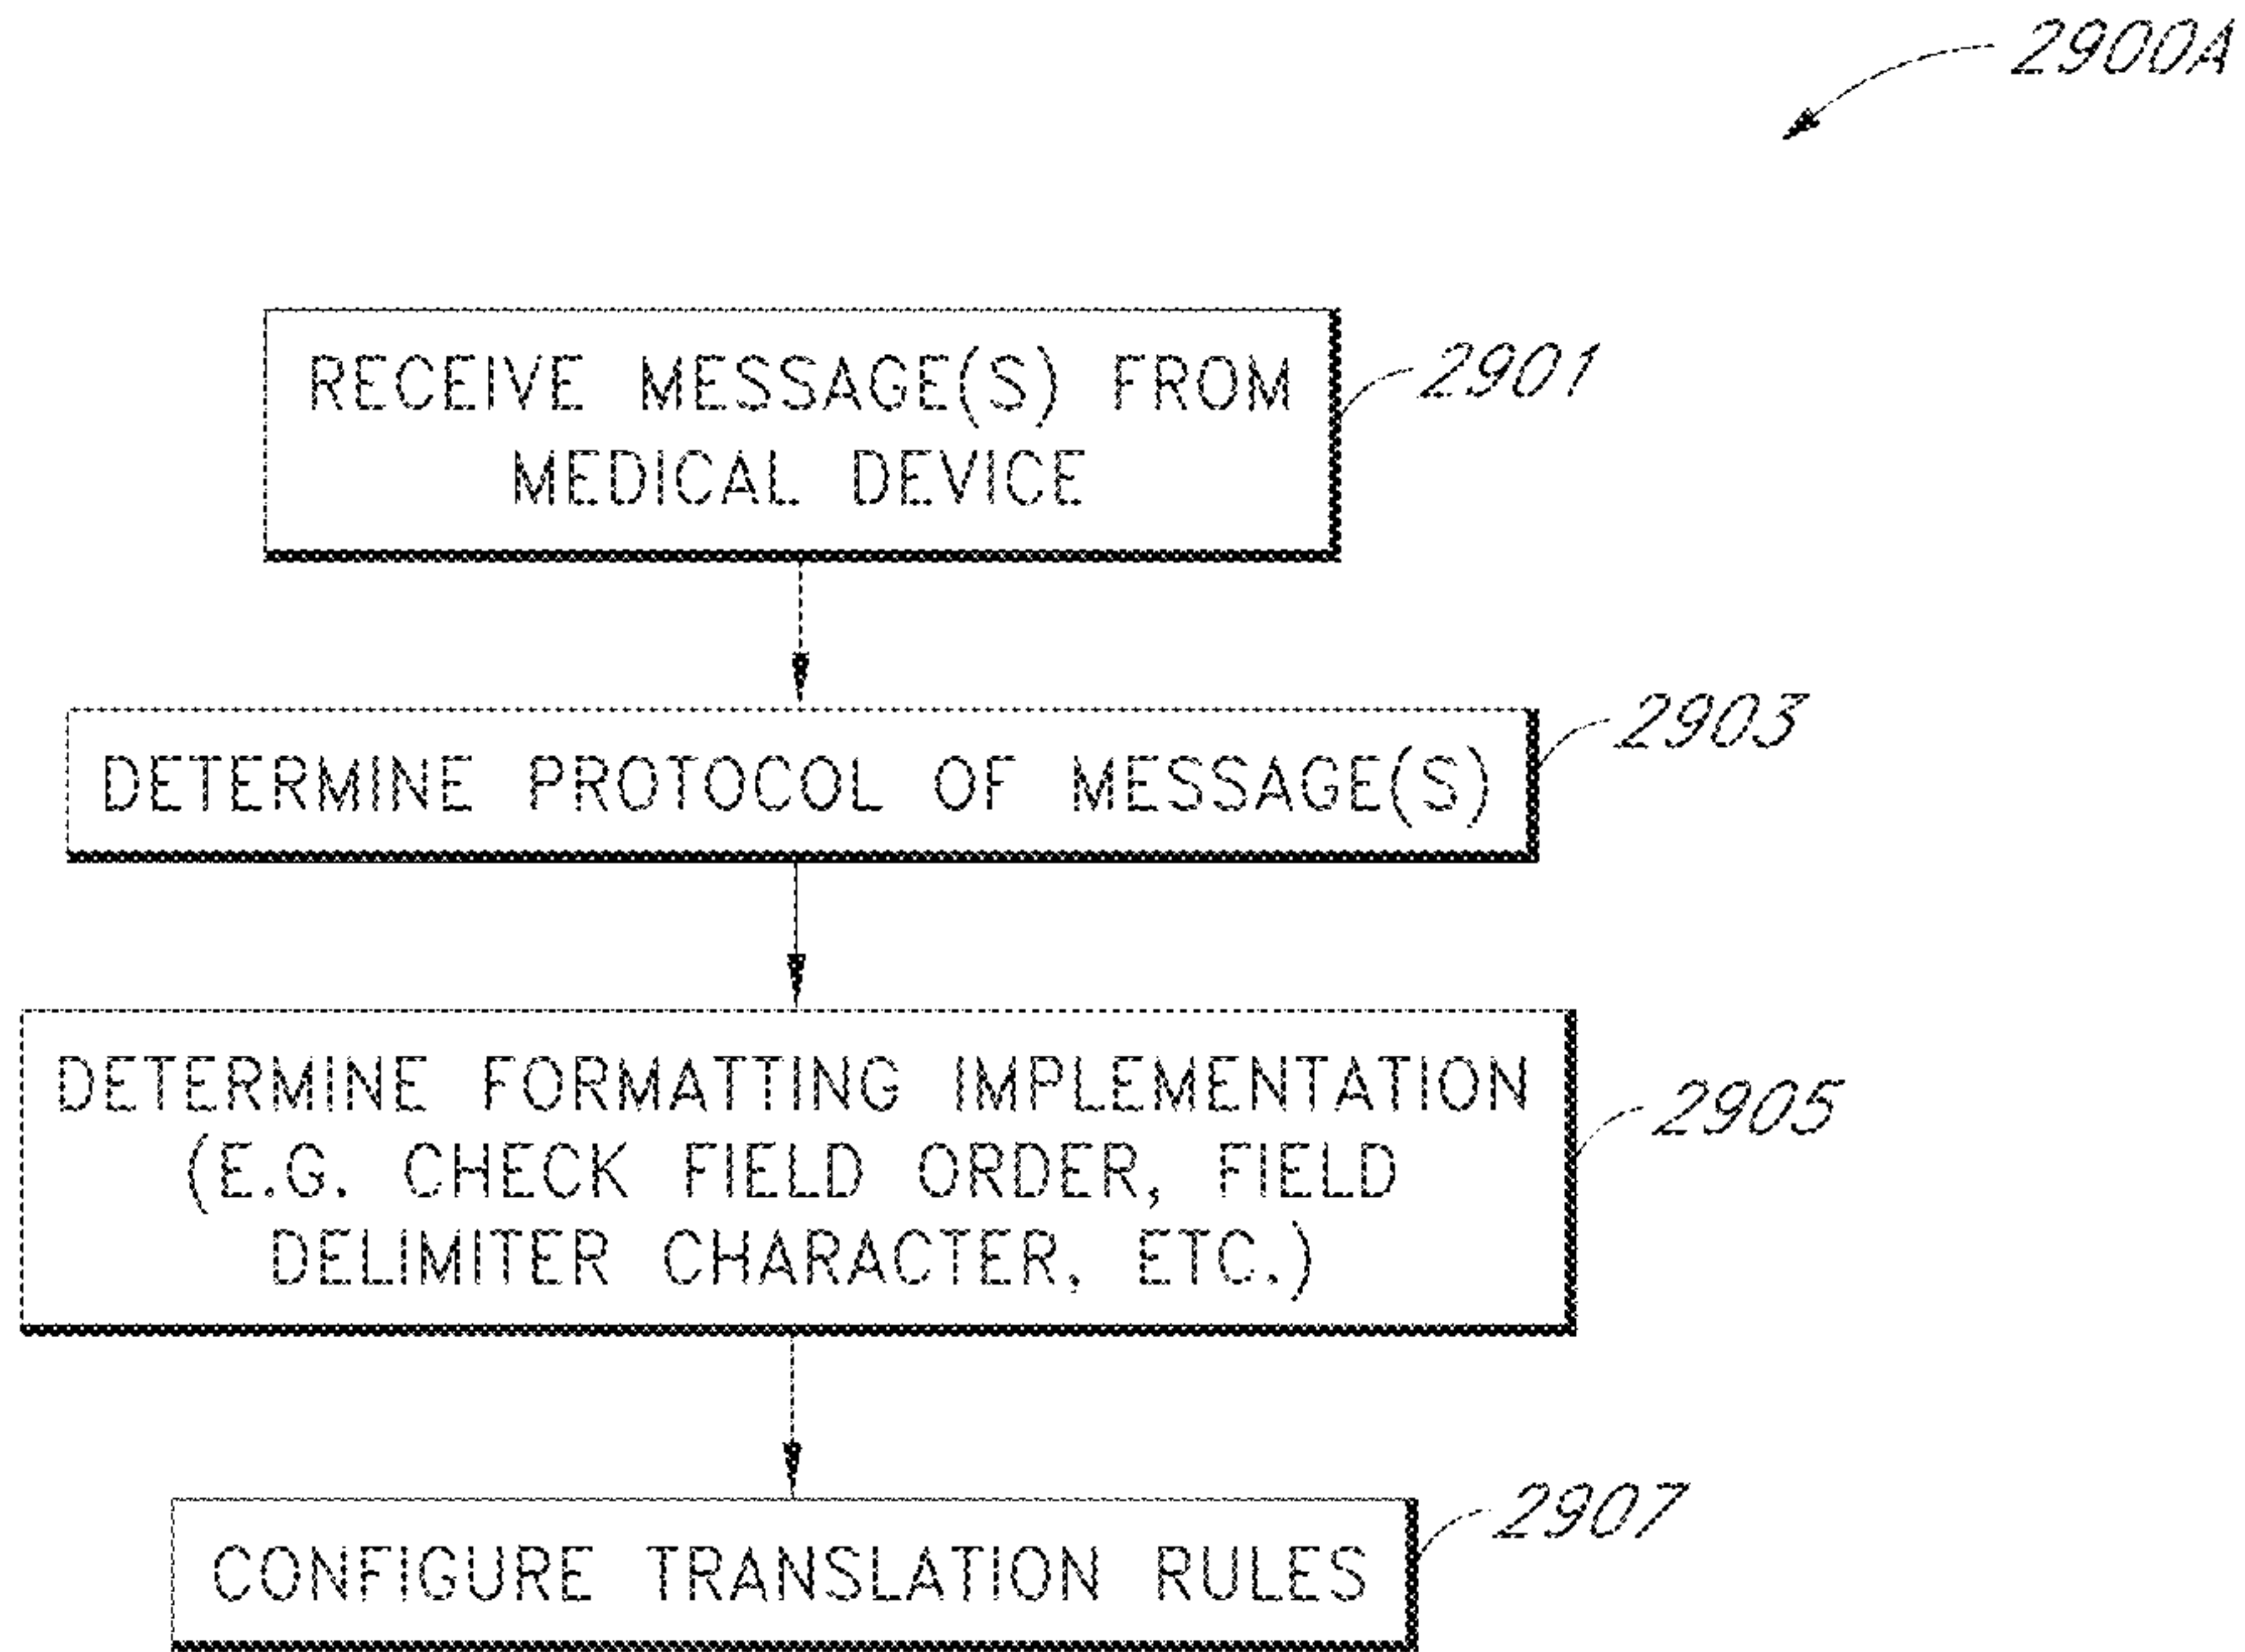 2900A
RECEIVE MESSAGE(S) FROM
MEDICAL DEVICE
2901
DETERMINE PROTOCOL OF MESSAGE(S)
2903
DETERMINE FORMATTING IMPLEMENTATION
(E.G. CHECK FIELD ORDER, FIELD
DELIMITER CHARACTER, ETC.)
2905
CONFIGURE TRANSLATION RULES
2907